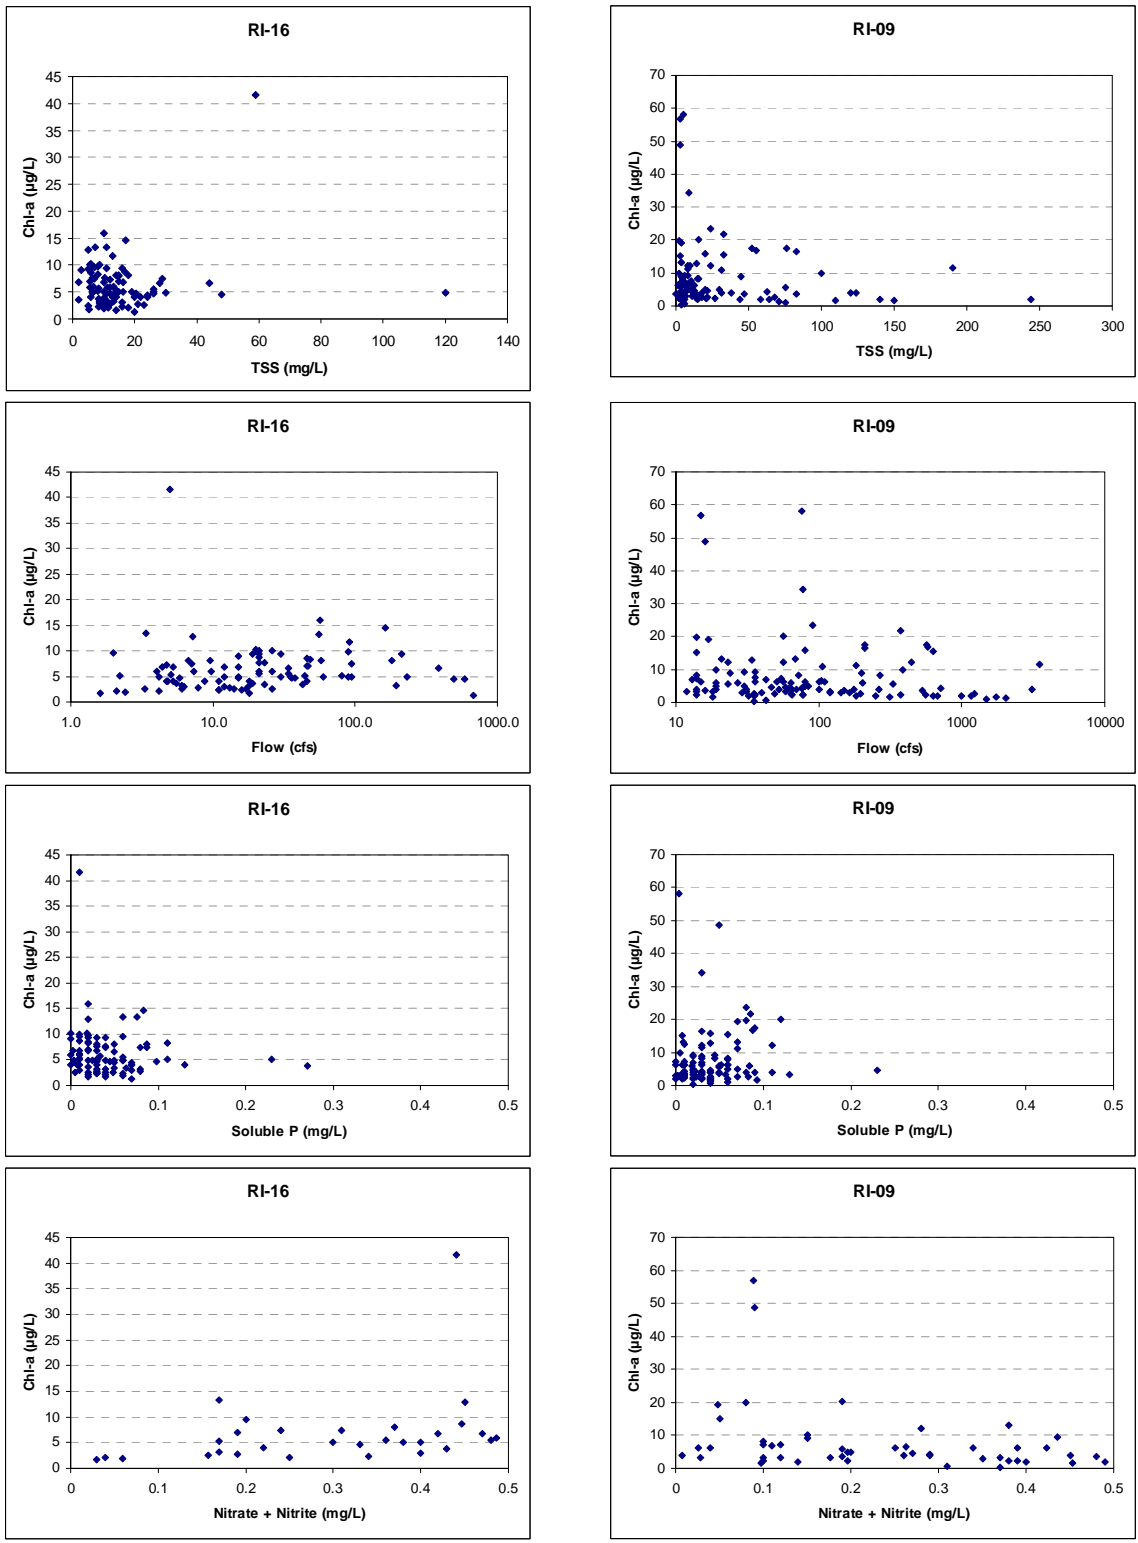 RI-16
Chl-a (µg/L)
45
40
35
30
25
20
15
10
5
0
0 20 40 60 80 100 120 140
TSS (mg/L)
RI-09
Chl-a (µg/L)
70
60
50
40
30
20
10
0
0 50 100 150 200 250 300
TSS (mg/L)
RI-16
Chl-a (µg/L)
45
40
35
30
25
20
15
10
5
0
1.0 10.0 100.0 1000.0
Flow (cfs)
RI-09
Chl-a (µg/L)
70
60
50
40
30
20
10
0
10 100 1000 10000
Flow (cfs)
RI-16
Chl-a (µg/L)
45
40
35
30
25
20
15
10
5
0
0 0.1 0.2 0.3 0.4 0.5
Soluble P (mg/L)
RI-09
Chl-a (µg/L)
70
60
50
40
30
20
10
0
0 0.1 0.2 0.3 0.4 0.5
Soluble P (mg/L)
RI-16
Chl-a (µg/L)
45
40
35
30
25
20
15
10
5
0
0 0.1 0.2 0.3 0.4 0.5
Nitrate + Nitrite (mg/L)
RI-09
Chl-a (µg/L)
70
60
50
40
30
20
10
0
0 0.1 0.2 0.3 0.4 0.5
Nitrate + Nitrite (mg/L)